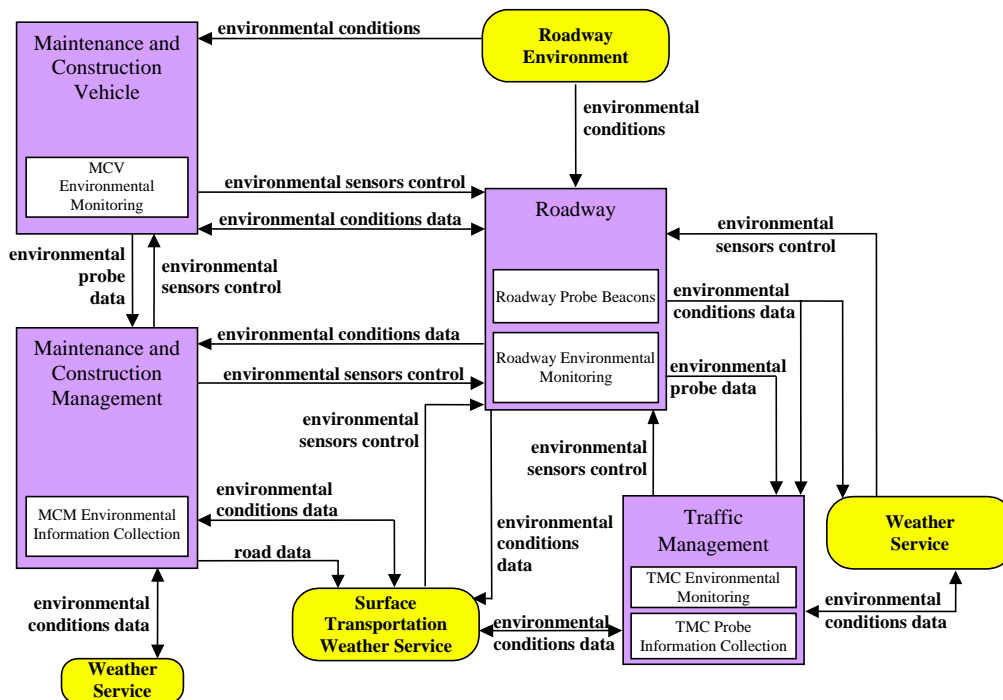 Maintenance and
Construction
Vehicle
MCV
Environmental
Monitoring
environmental conditions
Roadway
Environment
environmental
conditions
environmental sensors control
environmental conditions data
Roadway
Roadway Probe Beacons
Roadway Environmental
Monitoring
environmental
sensors control
environmental
probe
data
environmental
sensors control
environmental
conditions data
environmental
probe data
Maintenance and
Construction
Management
MCM Environmental
Information Collection
environmental conditions data
environmental sensors control
environmental
sensors control
environmental
sensors control
environmental
conditions data
road data
environmental
conditions
data
Traffic
Management
TMC Environmental
Monitoring
TMC Probe
Information Collection
Weather
Service
environmental
conditions data
Weather
Service
Surface
Transportation
Weather Service
environmental
conditions data
environmental
conditions data